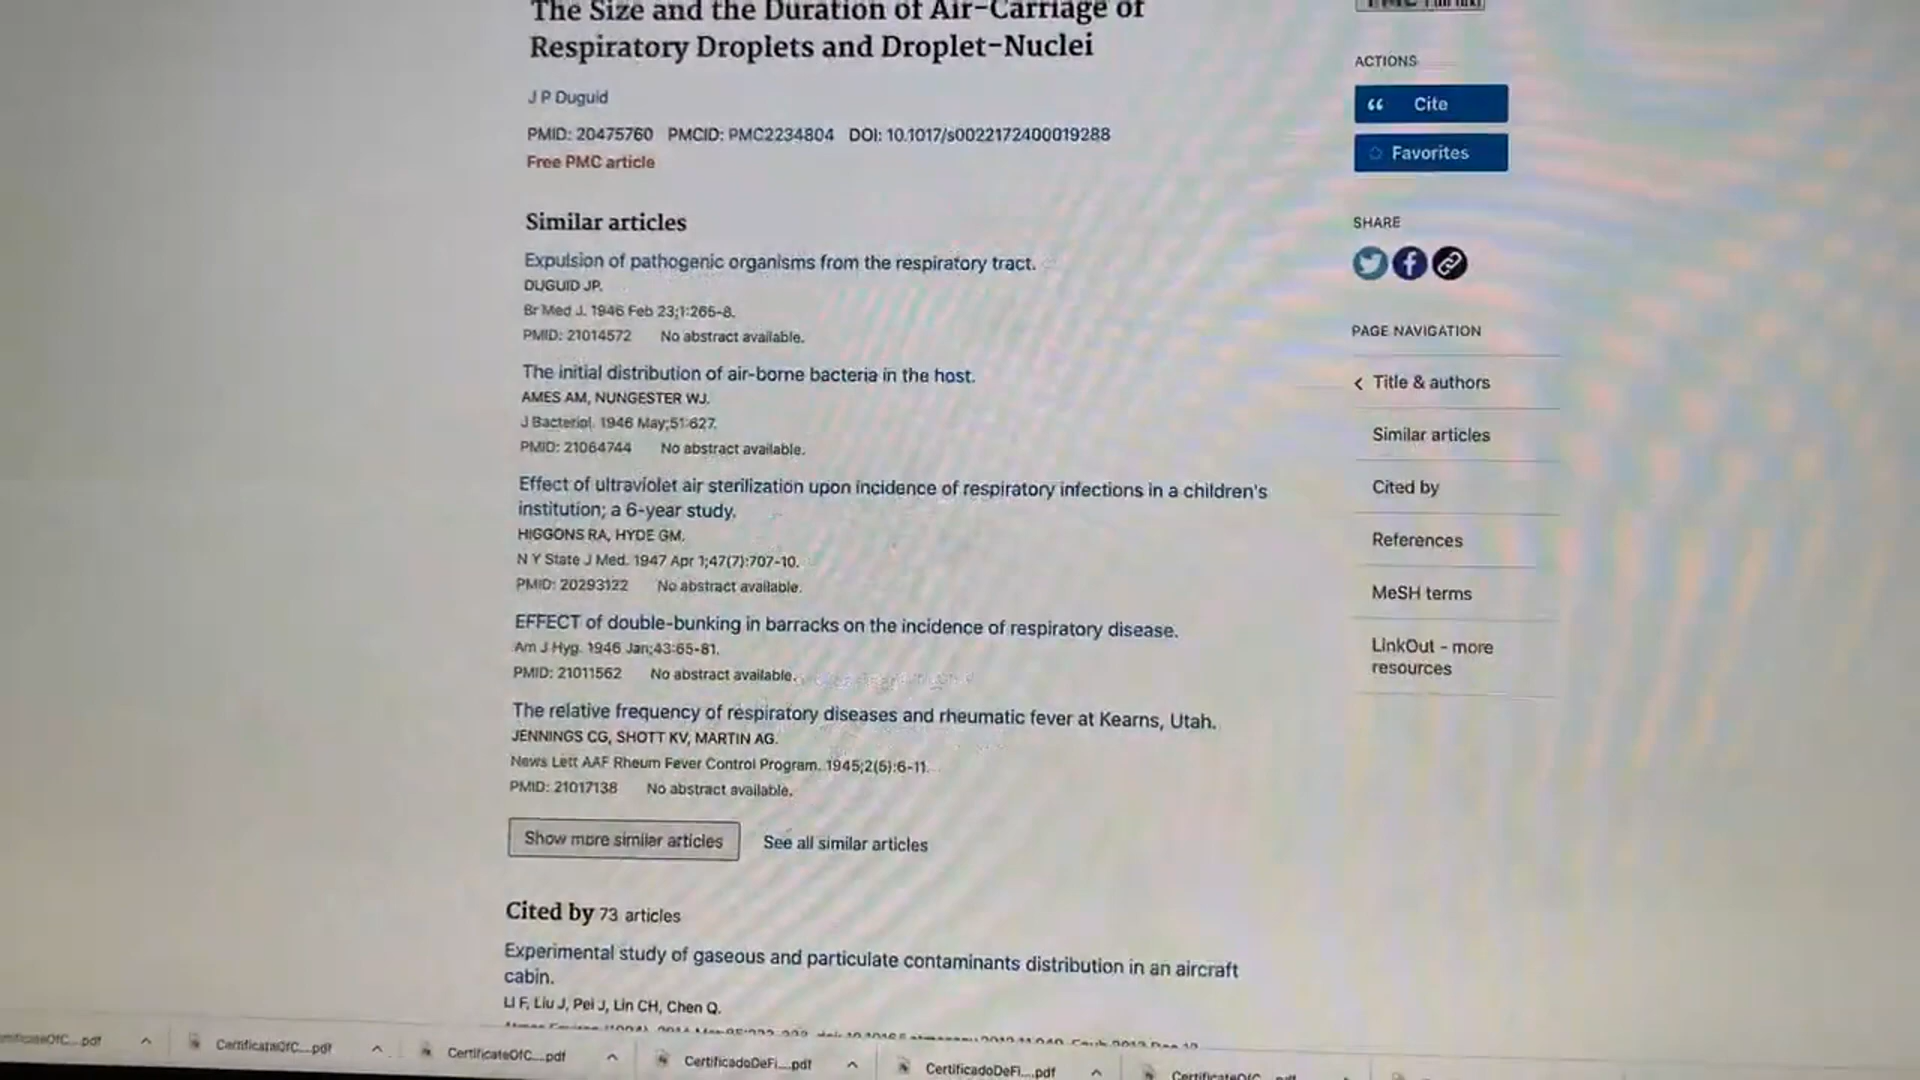 The Size and the Duration of Air-Carriage of
Respiratory Droplets and Droplet-Nuclei
J P Duguid
PMID: 20475760 PMCID: PMC2234804 DOI: 10.1017/s0022172400019288
Free PMC article
Similar articles
Expulsion of pathogenic organisms from the respiratory tract.
DUGUID JP.
Br Med J. 1946 Feb 23;1:265-8.
PMID: 21014572 No abstract available.
The initial distribution of air-borne bacteria in the host.
AMES AM, NUNGESTER WJ.
J Bacteriol. 1946 May;51:627.
PMID: 21064744 No abstract available.
Effect of ultraviolet air sterilization upon incidence of respiratory infections in a children's
institution; a 6-year study.
HIGGONS RA, HYDE GM.
N Y State J Med. 1947 Apr 1;47(7):707-10.
PMID: 20293122 No abstract available.
EFFECT of double-bunking in barracks on the incidence of respiratory disease.
Am J Hyg. 1946 Jan;43:65-81.
PMID: 21011562 No abstract available.
The relative frequency of respiratory diseases and rheumatic fever at Kearns, Utah.
JENNINGS CG, SHOTT KV, MARTIN AG.
News Lett AAF Rheum Fever Control Program. 1945;2(5):6-11.
PMID: 21017138 No abstract available.
Show more similar articles See all similar articles
Cited by 73 articles
Experimental study of gaseous and particulate contaminants distribution in an aircraft
cabin.
Li F, Liu J, Pei J, Lin CH, Chen Q.
ACTIONS
Cite
Favorites
SHARE
PAGE NAVIGATION
Title & authors
Similar articles
Cited by
References
MeSH terms
LinkOut - more
resources
CertificateOfC....pdf
CertificateOfC....pdf
CertificadoDeFi....pdf
CertificadoDeFi....pdf